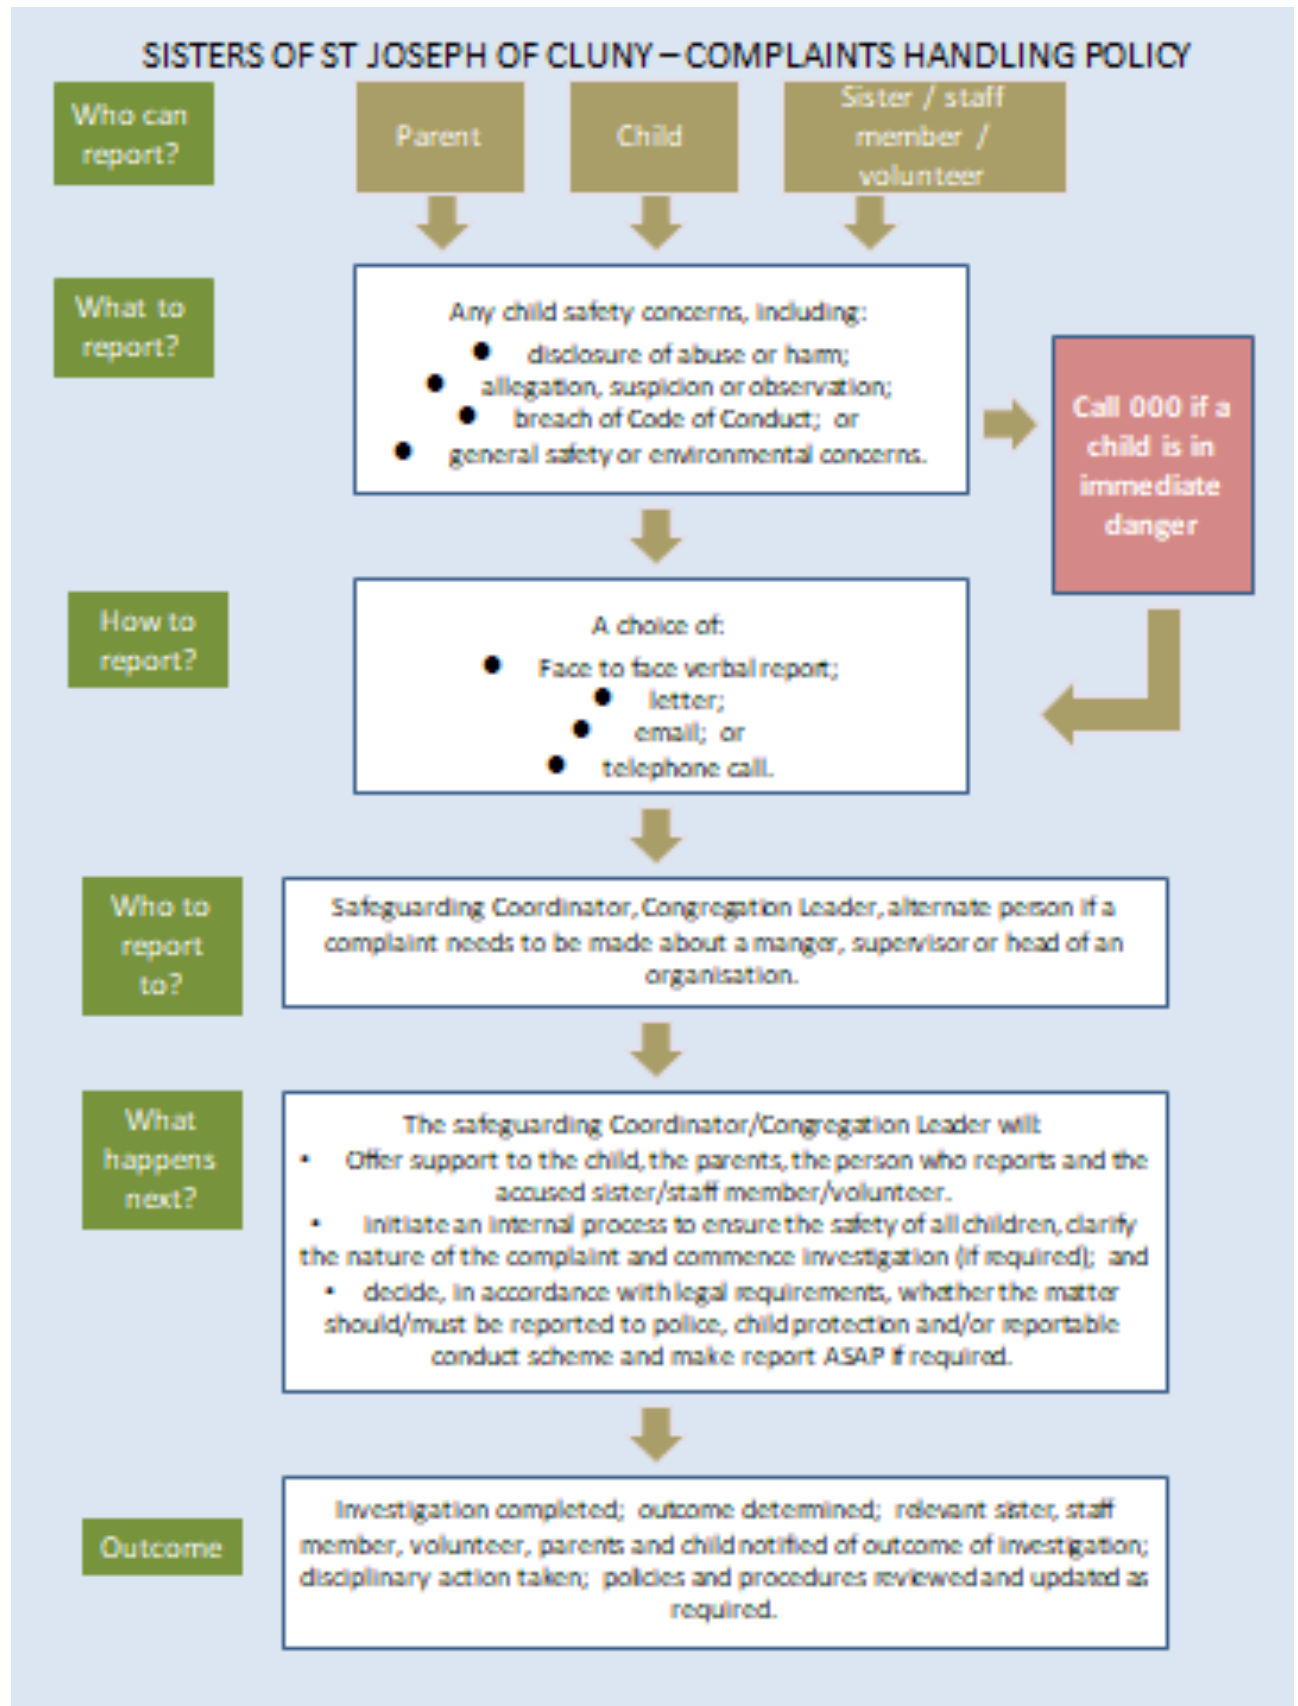 SISTERS OF ST JOSEPH OF CLUNY – COMPLAINTS HANDLING POLICY
Who can
report?
Parent
Child
Sister / staff
member /
volunteer
What to
report?
Any child safety concerns, including:
● disclosure of abuse or harm;
● allegation, suspicion or observation;
● breach of Code of Conduct; or
● general safety or environmental concerns.
Call 000 if a
child is in
immediate
danger
How to
report?
A choice of:
● Face to face verbal report;
● letter;
● email; or
● telephone call.
Who to
report
to?
Safeguarding Coordinator, Congregation Leader, alternate person if a
complaint needs to be made about a manger, supervisor or head of an
organisation.
What
happens
next?
The safeguarding Coordinator/Congregation Leader will:
• Offer support to the child, the parents, the person who reports and the
accused sister/staff member/volunteer.
• initiate an internal process to ensure the safety of all children, clarify
the nature of the complaint and commence investigation (if required); and
• decide, in accordance with legal requirements, whether the matter
should/must be reported to police, child protection and/or reportable
conduct scheme and make report ASAP if required.
Outcome
Investigation completed; outcome determined; relevant sister, staff
member, volunteer, parents and child notified of outcome of investigation;
disciplinary action taken; policies and procedures reviewed and updated as
required.